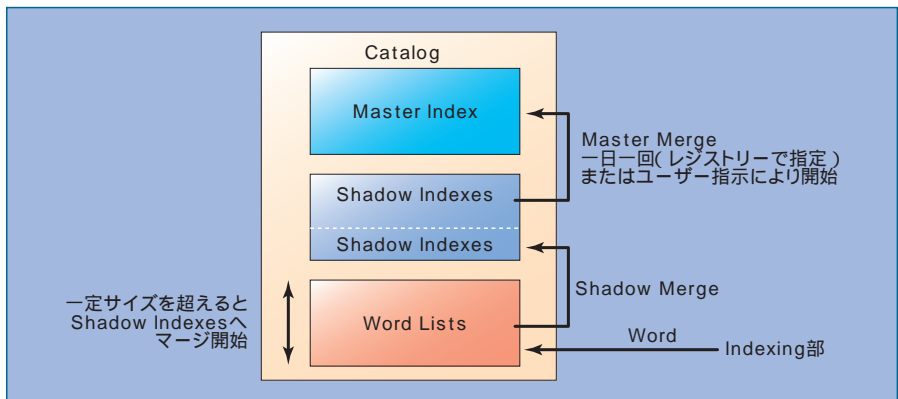 Catalog
Master Index
Master Merge
一日一回(レジストリーで指定)
またはユーザー指示により開始
Shadow Indexes
Shadow Indexes
一定サイズを超えると
Shadow Indexesへ
マージ開始
Shadow Merge
Word Lists
Word
Indexing部